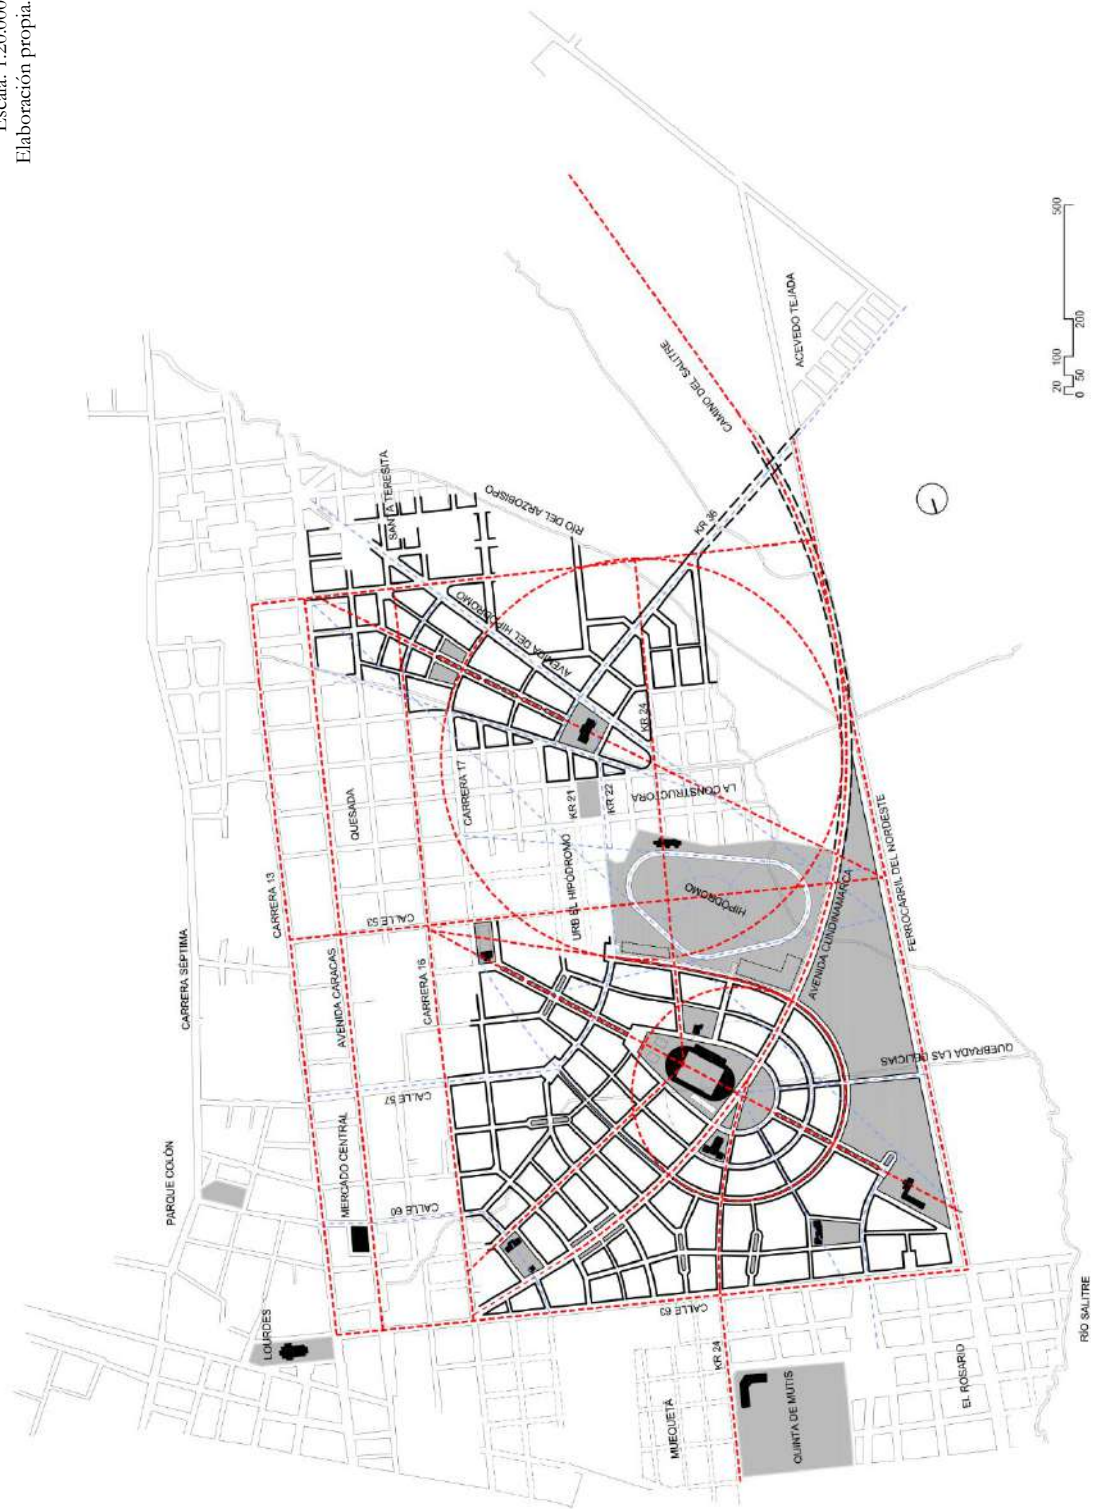 Escala: 1:20.000
Elaboración propia.
CARRERA SEPTIMA
PARQUE COLÓN
LOURDES
CARRERA 13
AVENIDA CARACAS
MERCADO CENTRAL
QUESADA
SANTA TERESITA
CARRERA 16
CALLE 53
CALLE 57
CALLE 60
CALLE 63
CARRERA 17
RÍO DEL ARZOBISPO
AVENIDA DEL HIPÓDROMO
URB EL HIPÓDROMO
KR 21
KR 22
KR 24
LA CONSTRUCTORA
KR 36
CAMINO DEL SALITRE
ACEVEDO TEJADA
HIPÓDROMO
AVENIDA CUNDINAMARCA
FERROCARRIL DEL NORDESTE
QUEBRADA LAS DELICIAS
KR 24
MUEQUETÁ
QUINTA DE MUTIS
EL ROSARIO
RÍO SALITRE
20 100 500
0 50 200